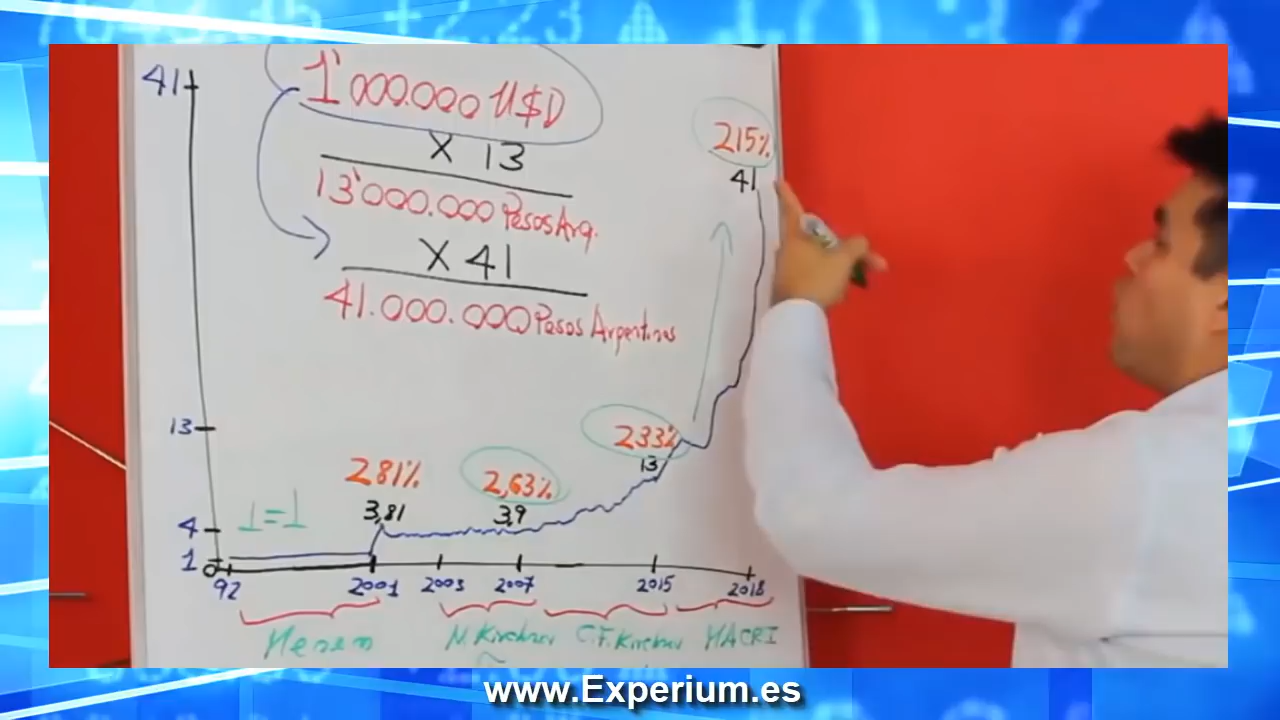 41
1'000.000 U$D
X 13
13'000.000 Pesos Arg.
X 41
41.000.000 Pesos Argentinos
215%
41
13
233%
13
281%
2,63%
3,81
3,9
1=1
4
1
0
92 2001 2003 2007 2015 2018
Menem N. Kirchner C.F. Kirchner MACRI
www.Experium.es